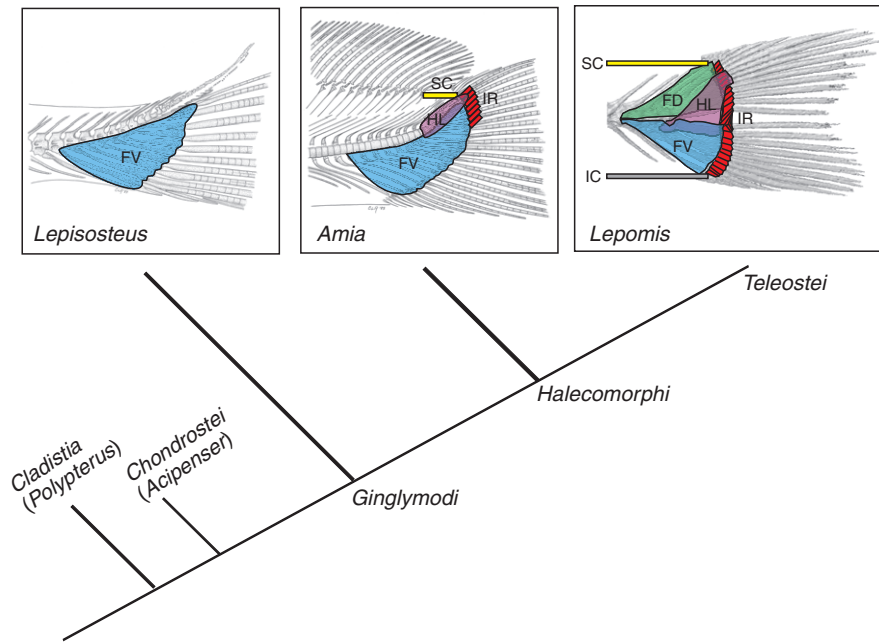 FV
Lepisosteus
SC
IR
HL
FV
Amia
SC
FD
HL
IR
FV
IC
Lepomis
Teleostei
Halecomorphi
Ginglymodi
Chondrostei
(Acipenser)
Cladistia
(Polypterus)